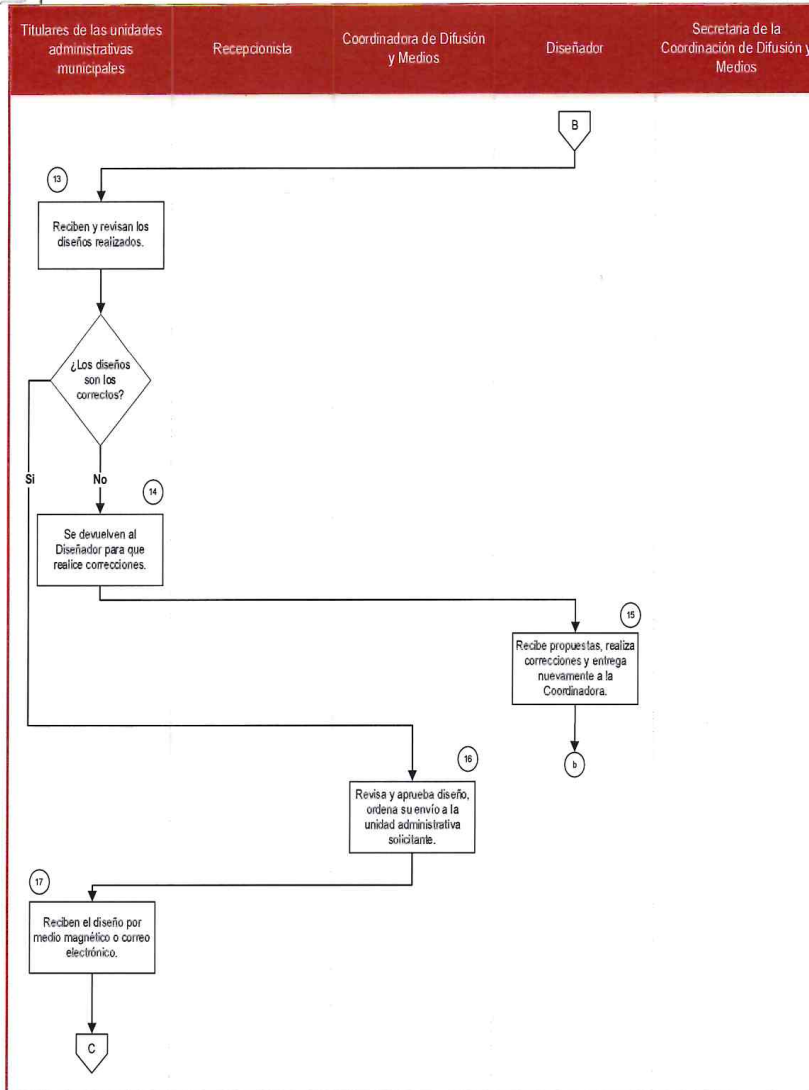 Titulares de las unidades
administrativas
municipales
Recepcionista
Coordinadora de Difusión
y Medios
Diseñador
Secretaria de la
Coordinación de Difusión y
Medios
B
13
Reciben y revisan los
diseños realizados.
¿Los diseños
son los
correctos?
Si
No
14
Se devuelven al
Diseñador para que
realice correcciones.
15
Recibe propuestas, realiza
correcciones y entrega
nuevamente a la
Coordinadora.
b
16
Revisa y aprueba diseño,
ordena su envío a la
unidad administrativa
solicitante.
17
Reciben el diseño por
medio magnético o correo
electrónico.
C